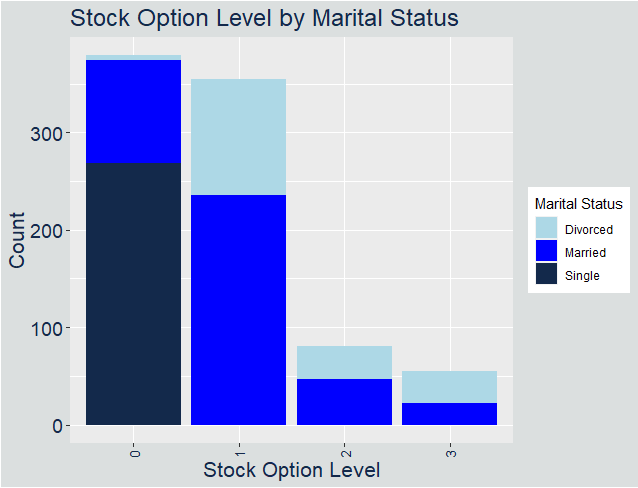 Stock Option Level by Marital Status
300
200
100
0
Count
0
1
2
3
Stock Option Level
Marital Status
Divorced
Married
Single